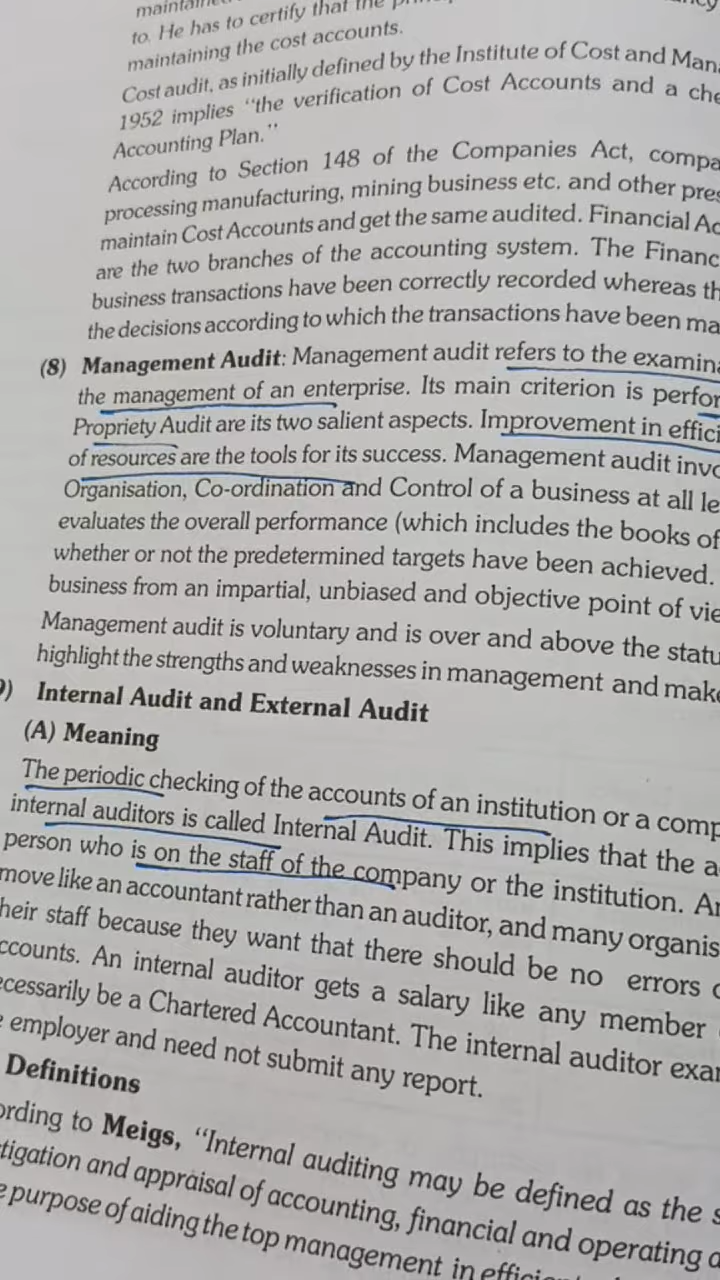 to. He has to certify that the
maintaining the cost accounts.
Cost audit, as initially defined by the Institute of Cost and Man
1952 implies "the verification of Cost Accounts and a che
Accounting Plan."
According to Section 148 of the Companies Act, compa
processing manufacturing, mining business etc. and other pres
maintain Cost Accounts and get the same audited. Financial Ac
are the two branches of the accounting system. The Financ
business transactions have been correctly recorded whereas th
the decisions according to which the transactions have been ma
(8) Management Audit: Management audit refers to the examina
the management of an enterprise. Its main criterion is perfor
Propriety Audit are its two salient aspects. Improvement in effici
of resources are the tools for its success. Management audit invo
Organisation, Co-ordination and Control of a business at all le
evaluates the overall performance (which includes the books of
whether or not the predetermined targets have been achieved.
business from an impartial, unbiased and objective point of vie
Management audit is voluntary and is over and above the statu
highlight the strengths and weaknesses in management and make
) Internal Audit and External Audit
(A) Meaning
The periodic checking of the accounts of an institution or a comp
internal auditors is called Internal Audit. This implies that the a
person who is on the staff of the company or the institution. An
move like an accountant rather than an auditor, and many organis
heir staff because they want that there should be no errors o
ccounts. An internal auditor gets a salary like any member
ecessarily be a Chartered Accountant. The internal auditor exam
e employer and need not submit any report.
Definitions
ording to Meigs, "Internal auditing may be defined as the s
tigation and appraisal of accounting, financial and operating a
e purpose of aiding the top management in efficien